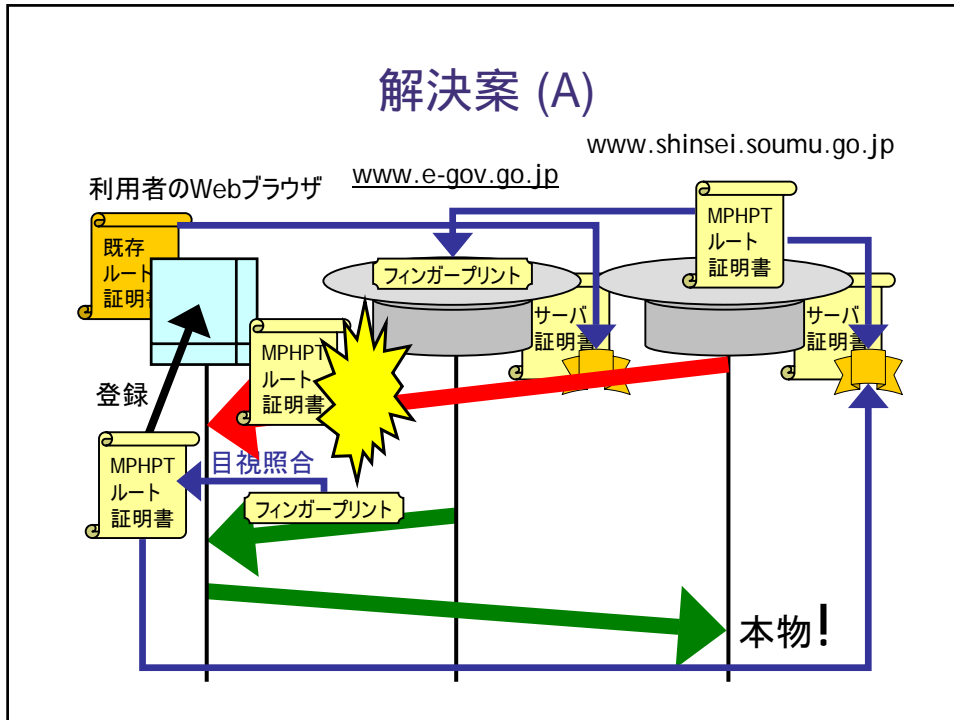 解決案 (A)
www.shinsei.soumu.go.jp
www.e-gov.go.jp
利用者のWebブラウザ
既存
ルート
証明
MPHPT
ルート
証明書
フィンガープリント
サーバ
証明書
サーバ
証明書
MPHPT
ルート
証明書
登録
MPHPT
ルート
証明書
目視照合
フィンガープリント
本物!